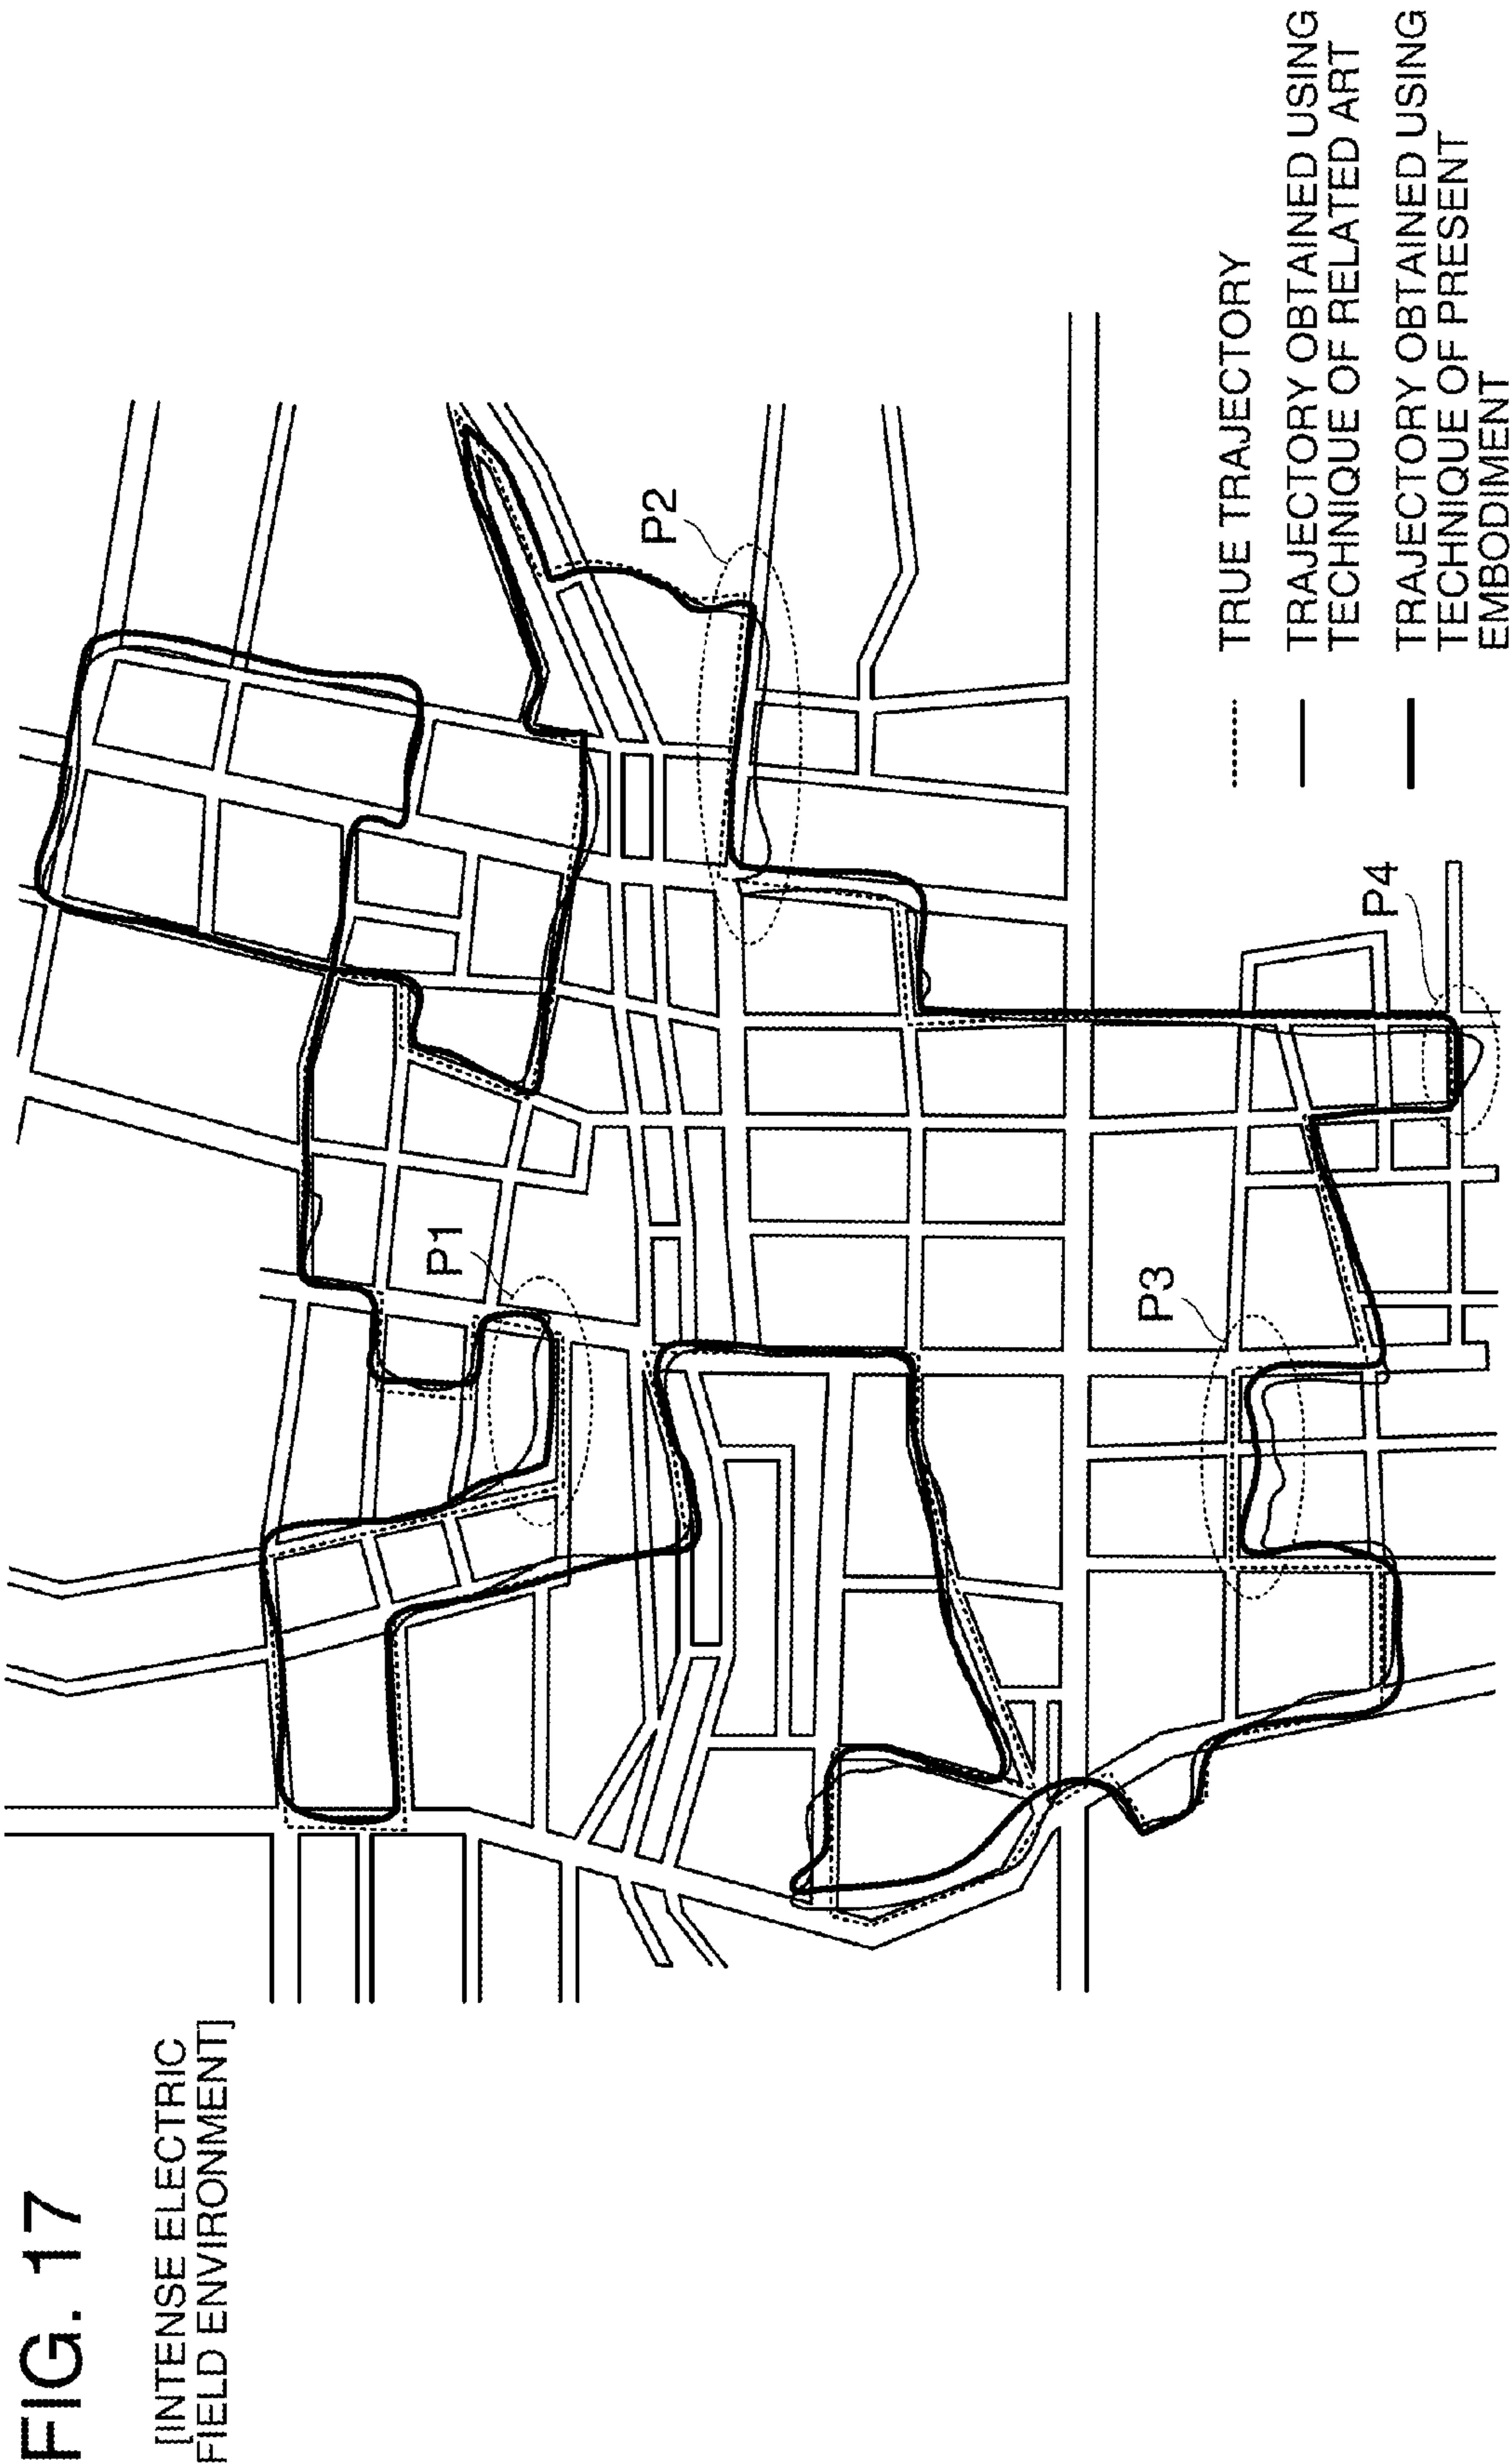 FIG. 17
[INTENSE ELECTRIC
FIELD ENVIRONMENT]
P1
P2
P3
P4
TRUE TRAJECTORY
TRAJECTORY OBTAINED USING
TECHNIQUE OF RELATED ART
TRAJECTORY OBTAINED USING
TECHNIQUE OF PRESENT
EMBODIMENT